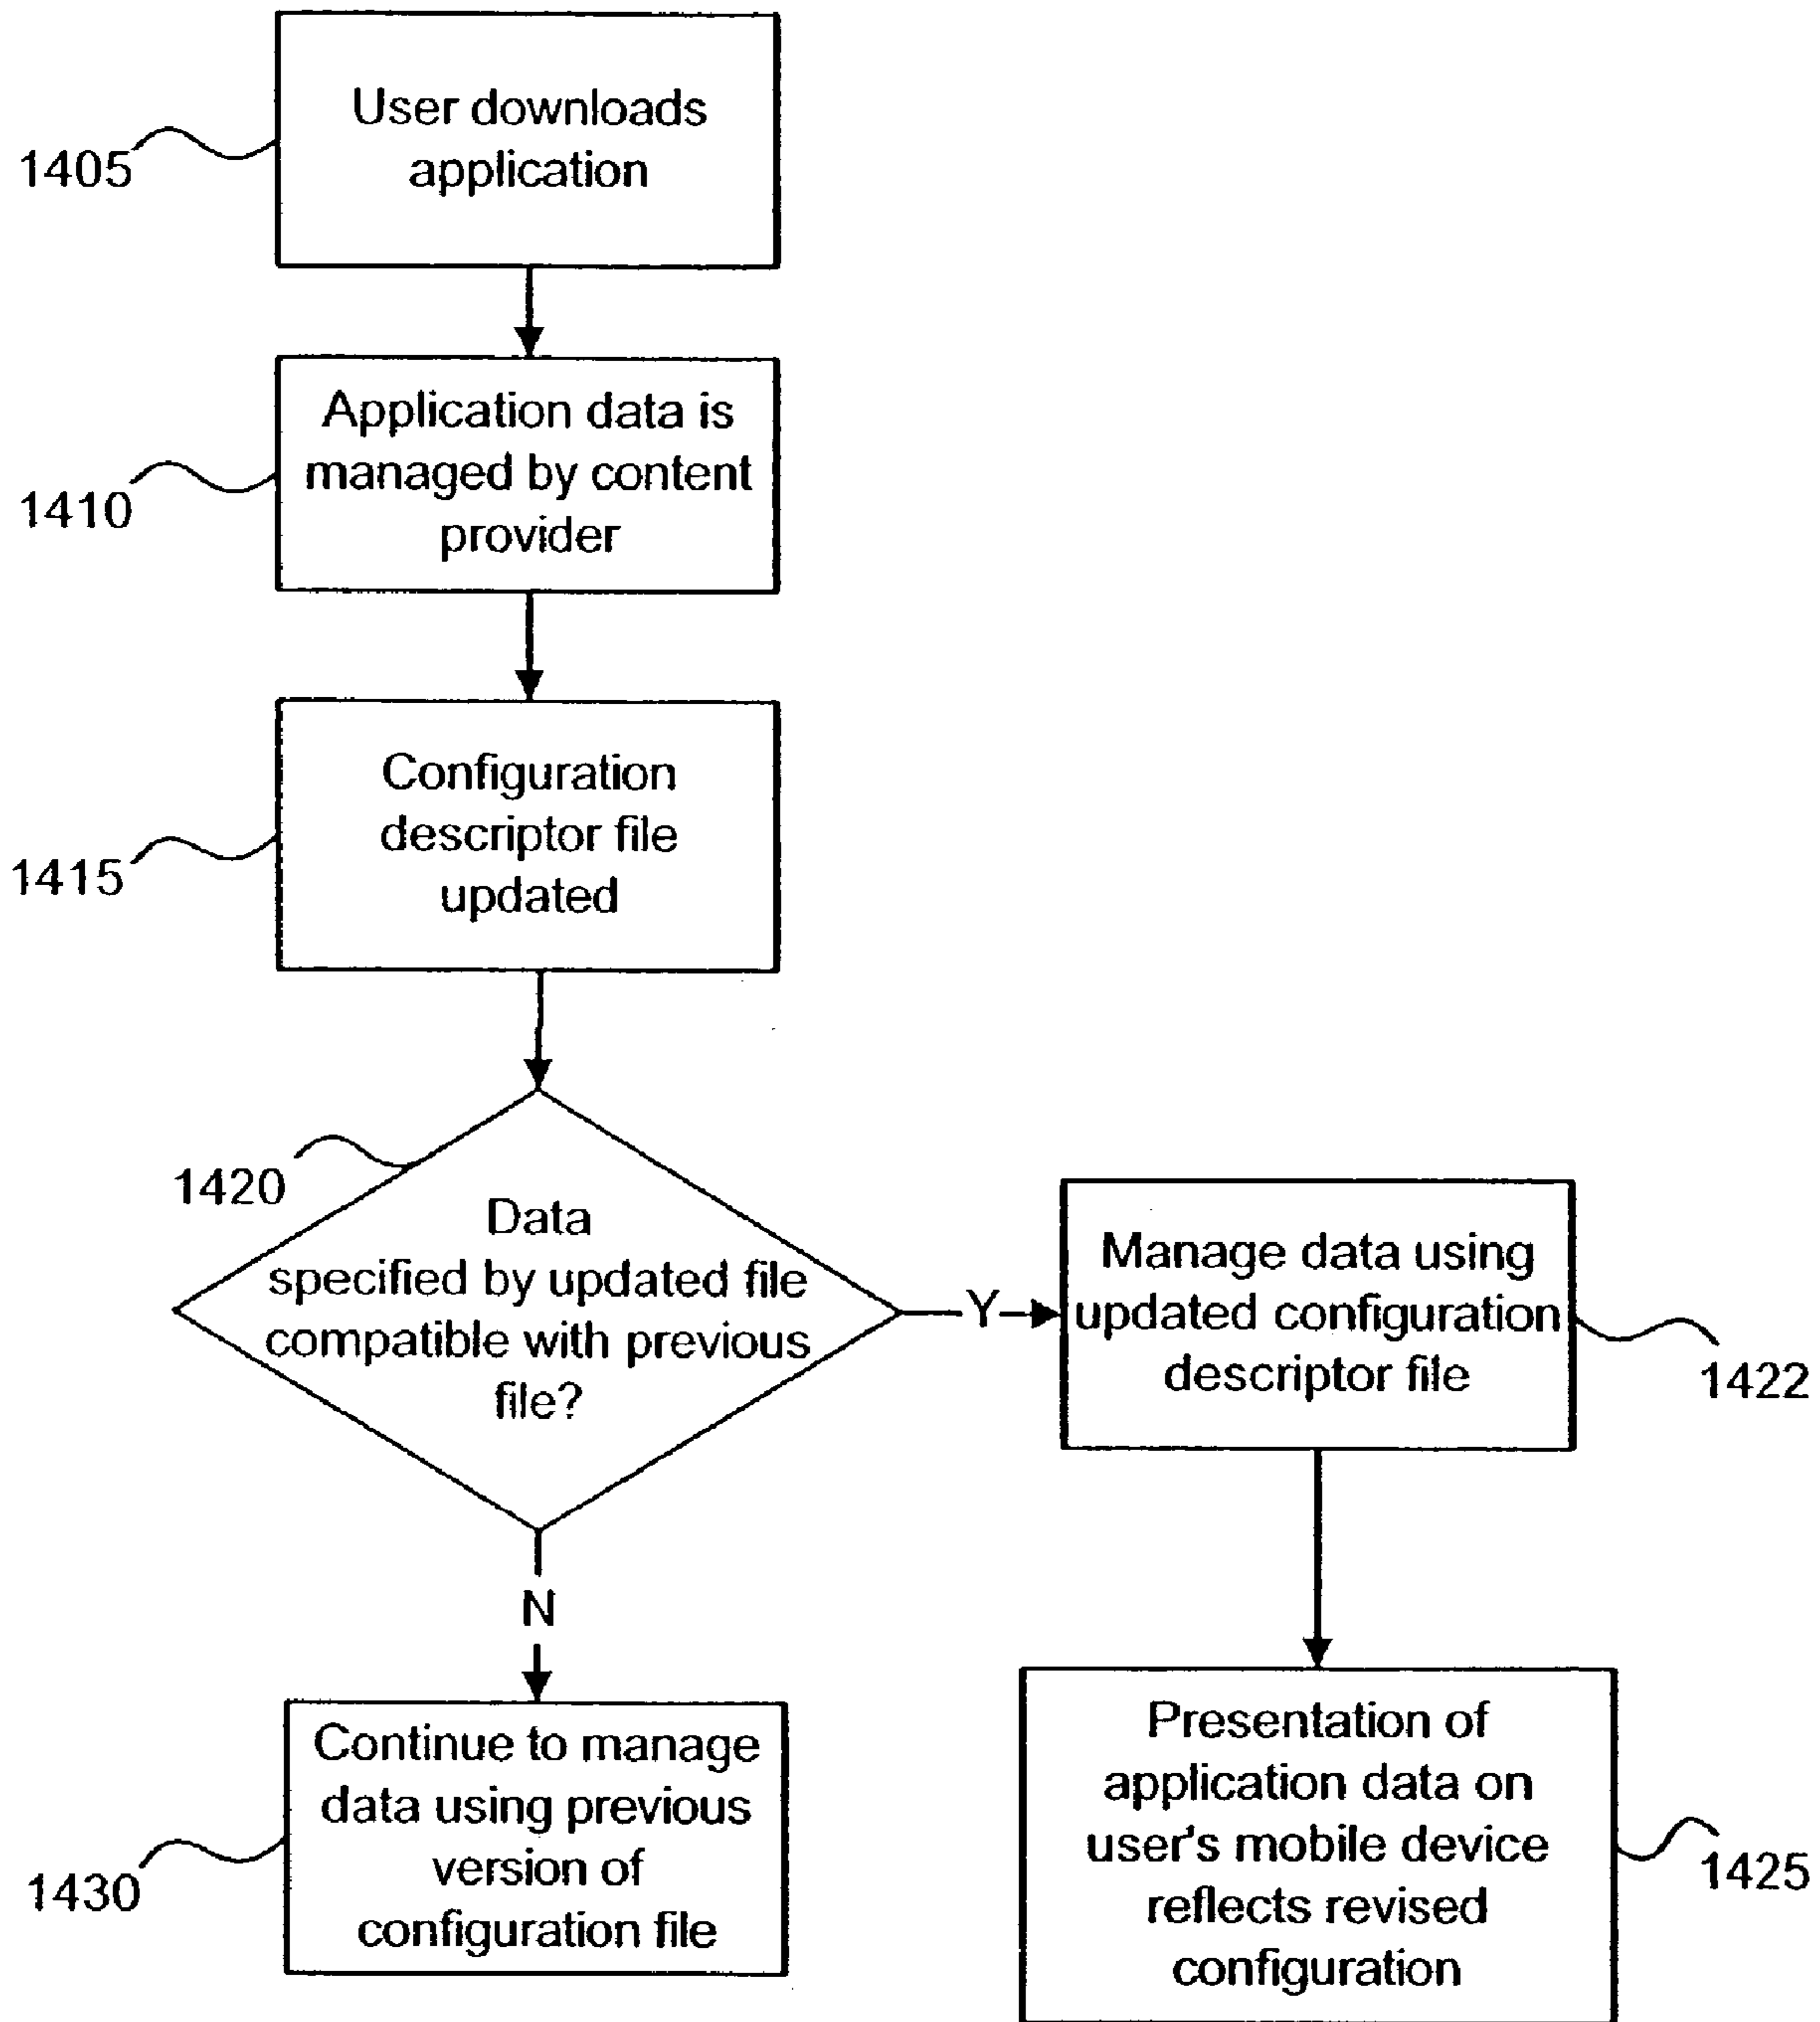 User downloads
application
1405
Application data is
managed by content
provider
1410
Configuration
descriptor file
updated
1415
1420
Data
specified by updated file
compatible with previous
file?
Y
Manage data using
updated configuration
descriptor file
1422
N
Continue to manage
data using previous
version of
configuration file
1430
Presentation of
application data on
user's mobile device
reflects revised
configuration
1425